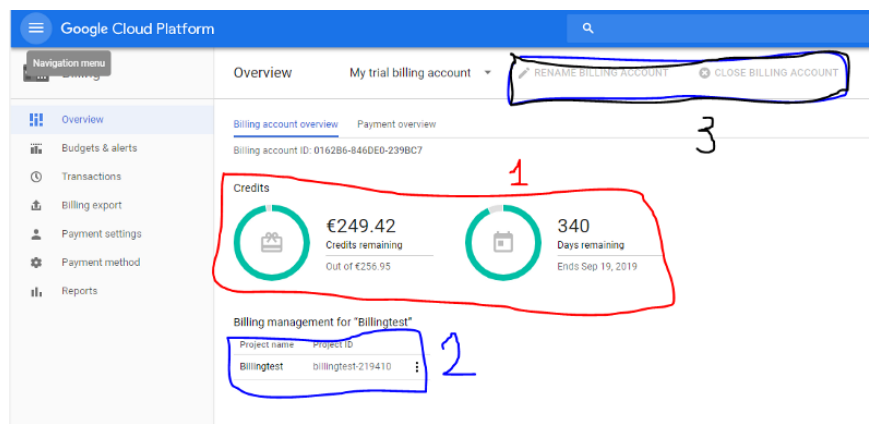 Google Cloud Platform
Navigation menu
Overview My trial billing account RENAME BILLING ACCOUNT CLOSE BILLING ACCOUNT
Overview
Budgets & alerts
Transactions
Billing export
Payment settings
Payment method
Reports
Billing account overview Payment overview
Billing account ID: 0162B6-846DE0-239BC7
3
1
Credits
€249.42
Credits remaining
Out of €256.95
340
Days remaining
Ends Sep 19, 2019
Billing management for "Billingtest"
Project name Project ID
Billingtest billingtest-219410
2